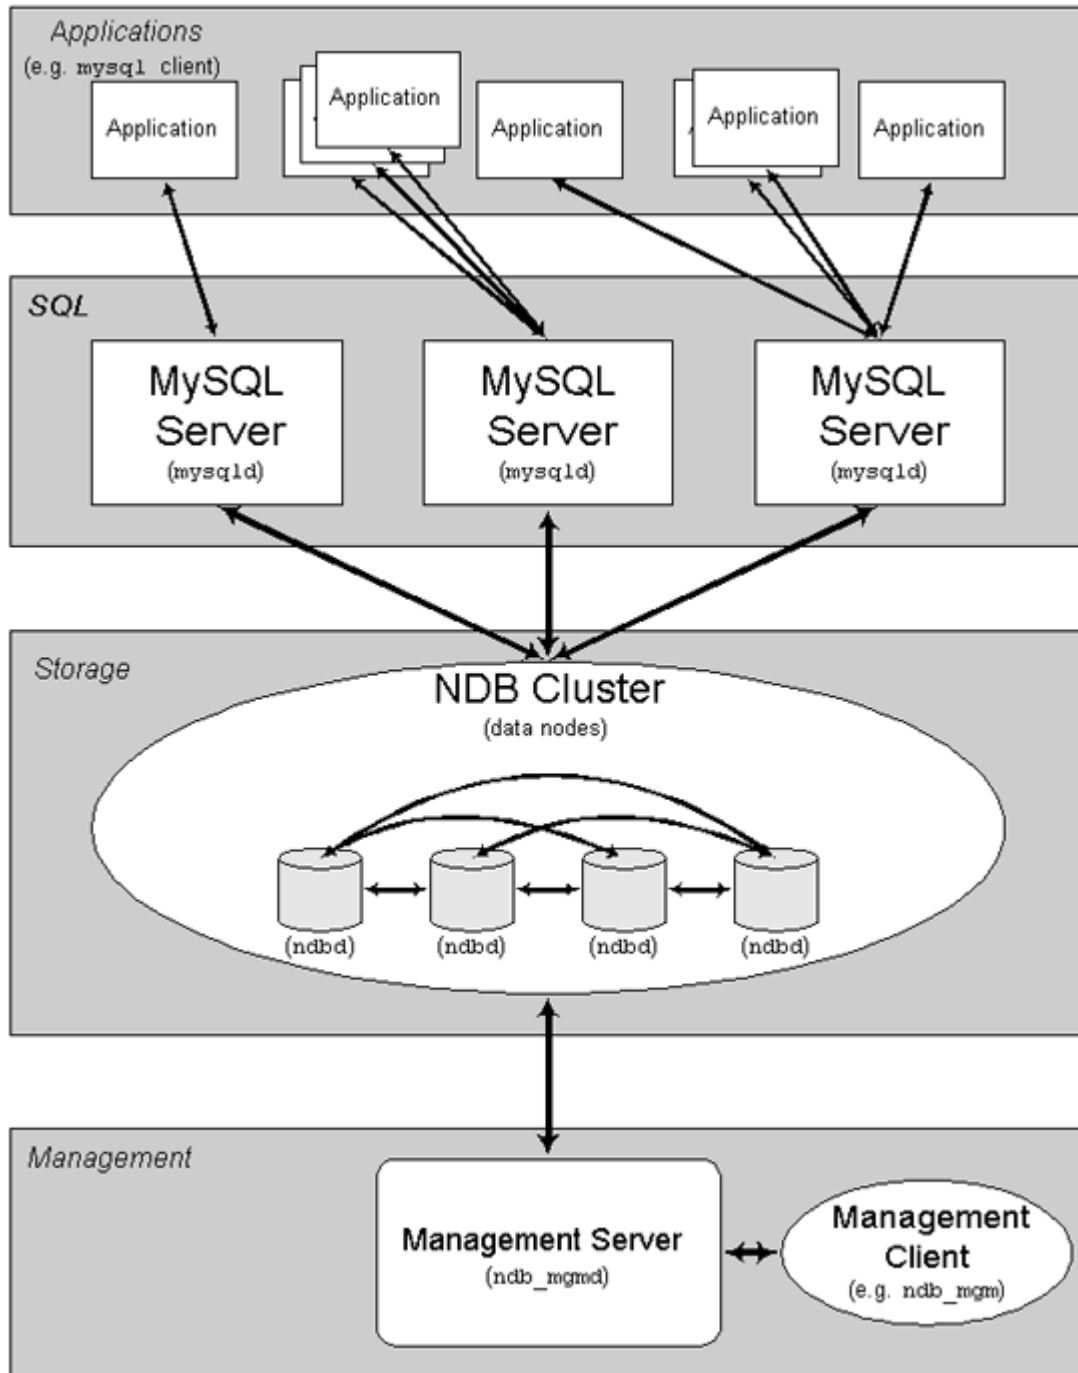 Applications
(e.g. mysql client)
Application
Application
Application
Application
Application
SQL
MySQL
Server
(mysqld)
MySQL
Server
(mysqld)
MySQL
Server
(mysqld)
Storage
NDB Cluster
(data nodes)
(ndbd)
(ndbd)
(ndbd)
(ndbd)
Management
Management Server
(ndb_mgmd)
Management
Client
(e.g. ndb_mgm)